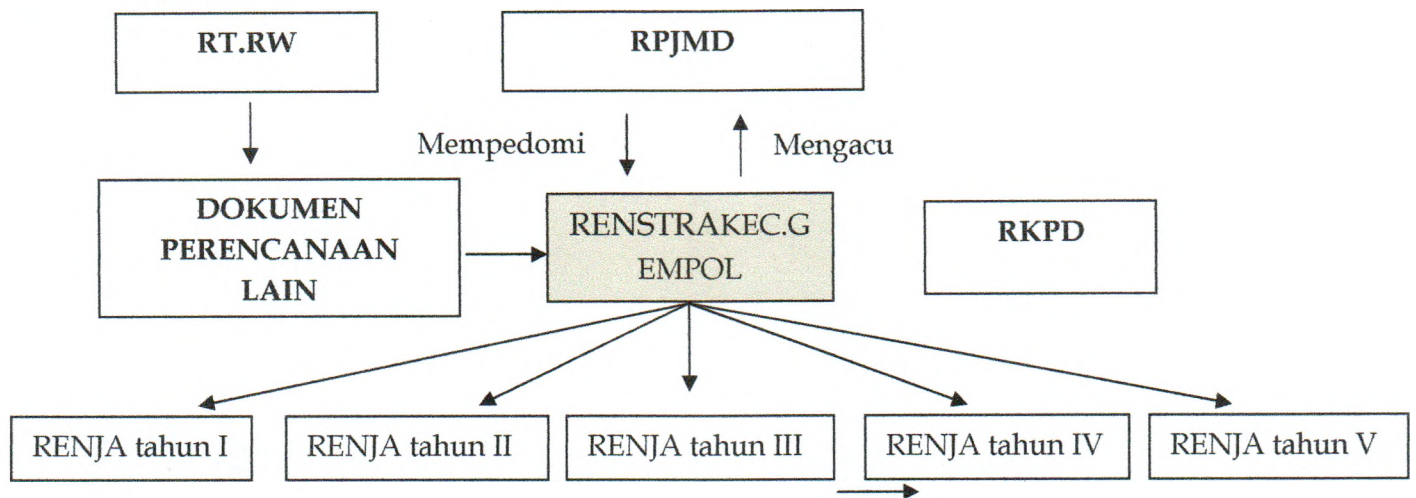 RT.RW
RPJMD
Mempedomi
Mengacu
DOKUMEN
PERENCANAAN
LAIN
RENSTRAKEC.G
EMPOL
RKPD
RENJA tahun I
RENJA tahun II
RENJA tahun III
RENJA tahun IV
RENJA tahun V